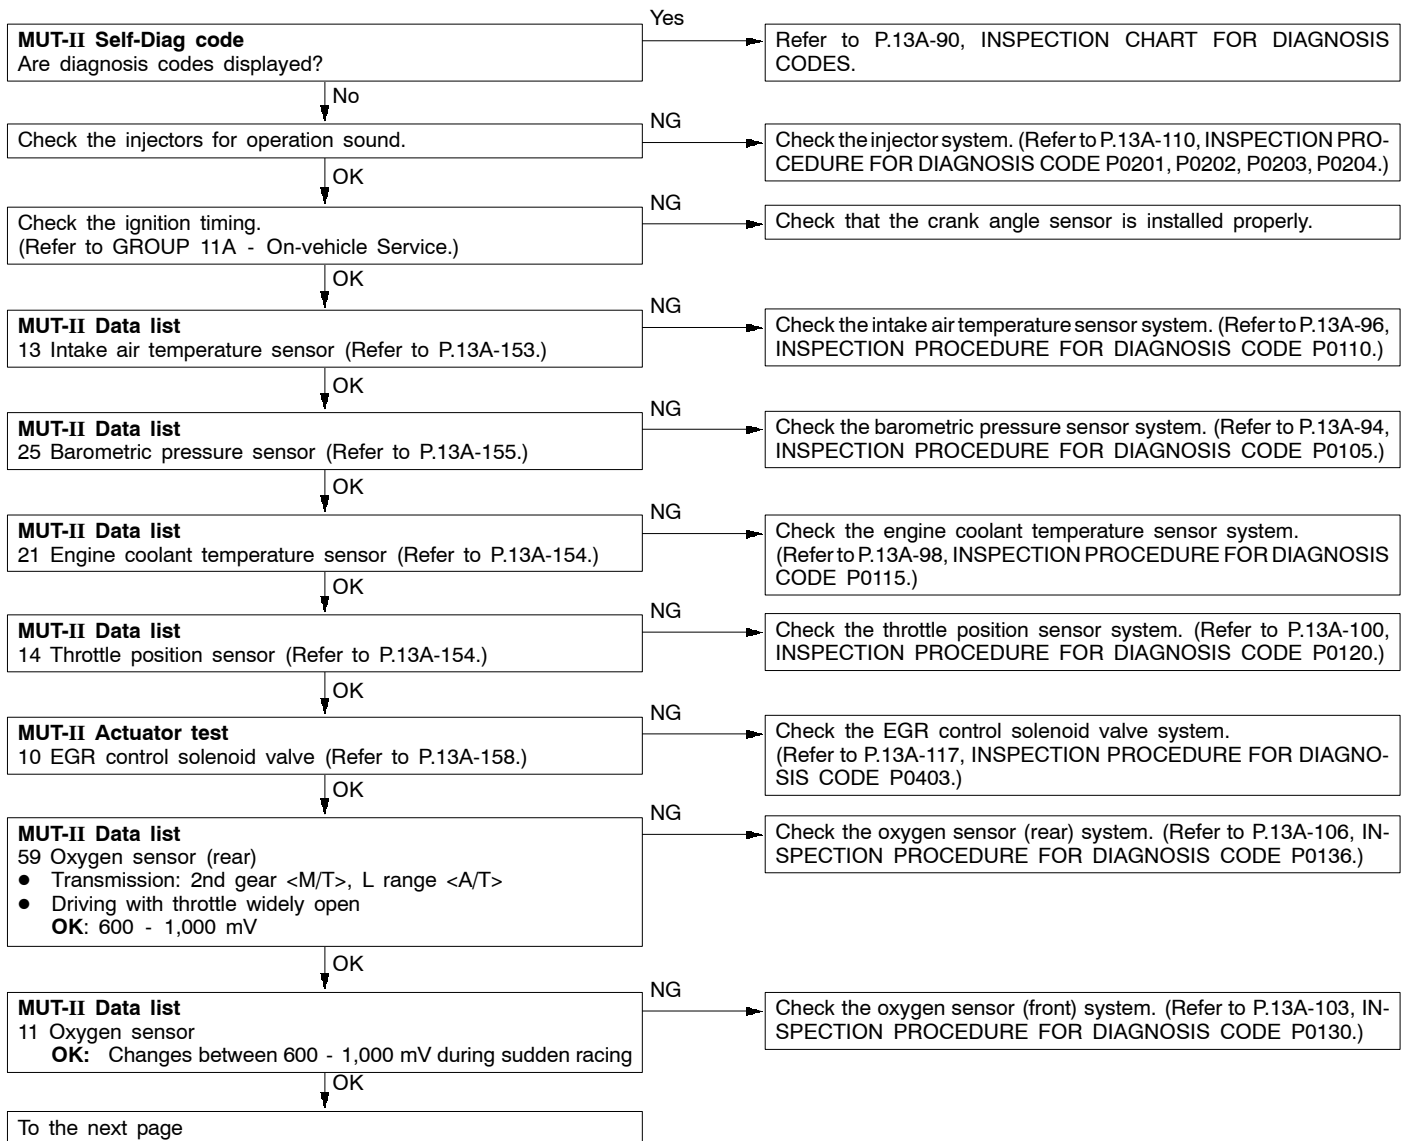 MUT-II Self-Diag code
Are diagnosis codes displayed?
Yes
Refer to P.13A-90, INSPECTION CHART FOR DIAGNOSIS
CODES.
No
Check the injectors for operation sound.
NG
Check the injector system. (Refer to P.13A-110, INSPECTION PRO-
CEDURE FOR DIAGNOSIS CODE P0201, P0202, P0203, P0204.)
OK
Check the ignition timing.
(Refer to GROUP 11A - On-vehicle Service.)
NG
Check that the crank angle sensor is installed properly.
OK
MUT-II Data list
13 Intake air temperature sensor (Refer to P.13A-153.)
NG
Check the intake air temperature sensor system. (Refer to P.13A-96,
INSPECTION PROCEDURE FOR DIAGNOSIS CODE P0110.)
OK
MUT-II Data list
25 Barometric pressure sensor (Refer to P.13A-155.)
NG
Check the barometric pressure sensor system. (Refer to P.13A-94,
INSPECTION PROCEDURE FOR DIAGNOSIS CODE P0105.)
OK
MUT-II Data list
21 Engine coolant temperature sensor (Refer to P.13A-154.)
NG
Check the engine coolant temperature sensor system.
(Refer to P.13A-98, INSPECTION PROCEDURE FOR DIAGNOSIS
CODE P0115.)
OK
MUT-II Data list
14 Throttle position sensor (Refer to P.13A-154.)
NG
Check the throttle position sensor system. (Refer to P.13A-100,
INSPECTION PROCEDURE FOR DIAGNOSIS CODE P0120.)
OK
MUT-II Actuator test
10 EGR control solenoid valve (Refer to P.13A-158.)
NG
Check the EGR control solenoid valve system.
(Refer to P.13A-117, INSPECTION PROCEDURE FOR DIAGNO-
SIS CODE P0403.)
OK
MUT-II Data list
59 Oxygen sensor (rear)
● Transmission: 2nd gear <M/T>, L range <A/T>
● Driving with throttle widely open
OK: 600 - 1,000 mV
NG
Check the oxygen sensor (rear) system. (Refer to P.13A-106, IN-
SPECTION PROCEDURE FOR DIAGNOSIS CODE P0136.)
OK
MUT-II Data list
11 Oxygen sensor
OK: Changes between 600 - 1,000 mV during sudden racing
NG
Check the oxygen sensor (front) system. (Refer to P.13A-103, IN-
SPECTION PROCEDURE FOR DIAGNOSIS CODE P0130.)
OK
To the next page